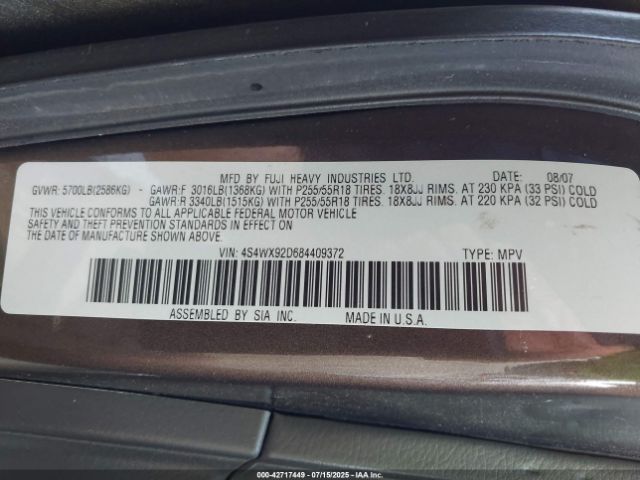 MFD BY FUJI HEAVY INDUSTRIES LTD. DATE: 08/07
GVWR: 5700LB(2586KG) - GAWR:F 3016LB(1368KG) WITH P255/55R18 TIRES. 18X8JJ RIMS. AT 230 KPA (33 PSI) COLD
GAWR:R 3340LB(1515KG) WITH P255/55R18 TIRES. 18X8JJ RIMS. AT 220 KPA (32 PSI) COLD
THIS VEHICLE CONFORMS TO ALL APPLICABLE FEDERAL MOTOR VEHICLE
SAFETY AND THEFT PREVENTION STANDARDS IN EFFECT ON
THE DATE OF MANUFACTURE SHOWN ABOVE.
VIN: 4S4WX92D684409372 TYPE: MPV
ASSEMBLED BY SIA INC. MADE IN U.S.A.
000-42717449 - 07/15/2025 - IAAI.COM